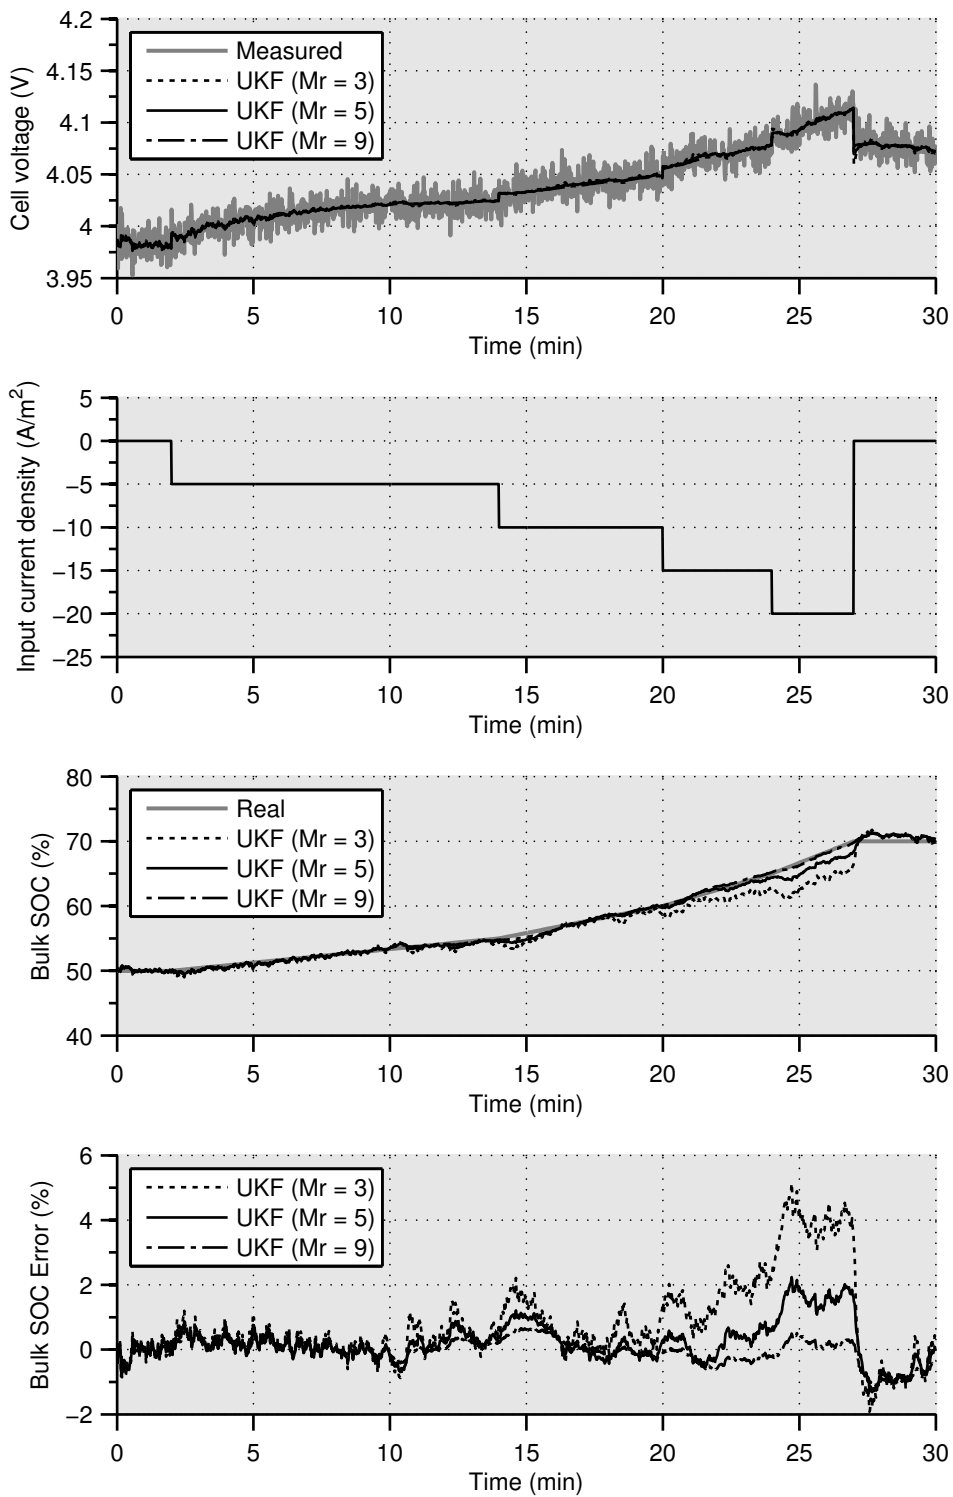 4.2
4.15
4.1
4.05
4
3.95
Cell voltage (V)
Measured
UKF (Mr = 3)
UKF (Mr = 5)
UKF (Mr = 9)
0 5 10 15 20 25 30
Time (min)
5
0
−5
−10
−15
−20
−25
Input current density (A/m²)
0 5 10 15 20 25 30
Time (min)
80
70
60
50
40
Bulk SOC (%)
Real
UKF (Mr = 3)
UKF (Mr = 5)
UKF (Mr = 9)
0 5 10 15 20 25 30
Time (min)
6
4
2
0
−2
Bulk SOC Error (%)
UKF (Mr = 3)
UKF (Mr = 5)
UKF (Mr = 9)
0 5 10 15 20 25 30
Time (min)